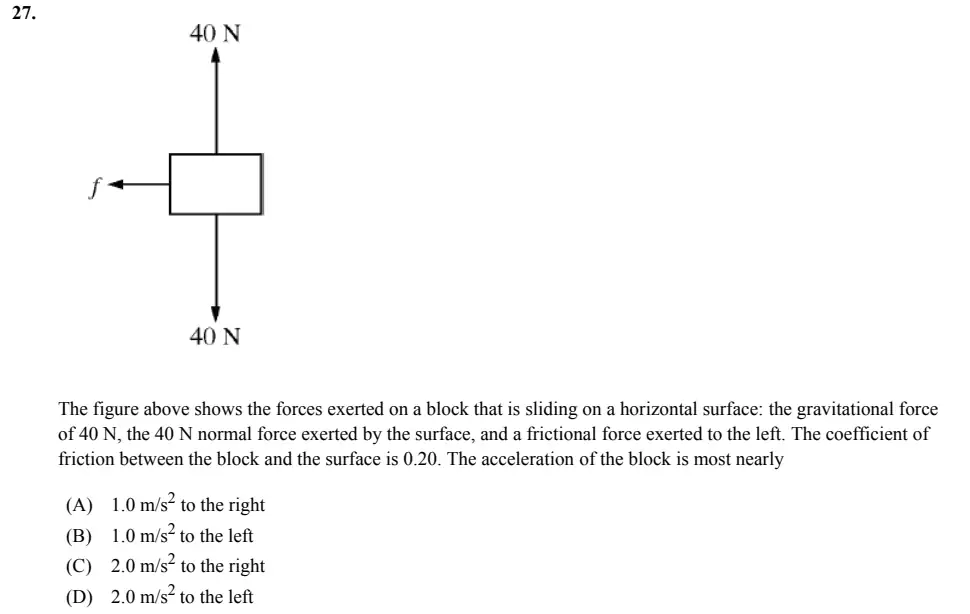 27.
40 N
f
40 N
The figure above shows the forces exerted on a block that is sliding on a horizontal surface: the gravitational force
of 40 N, the 40 N normal force exerted by the surface, and a frictional force exerted to the left. The coefficient of
friction between the block and the surface is 0.20. The acceleration of the block is most nearly
(A) 1.0 m/s² to the right
(B) 1.0 m/s² to the left
(C) 2.0 m/s² to the right
(D) 2.0 m/s² to the left